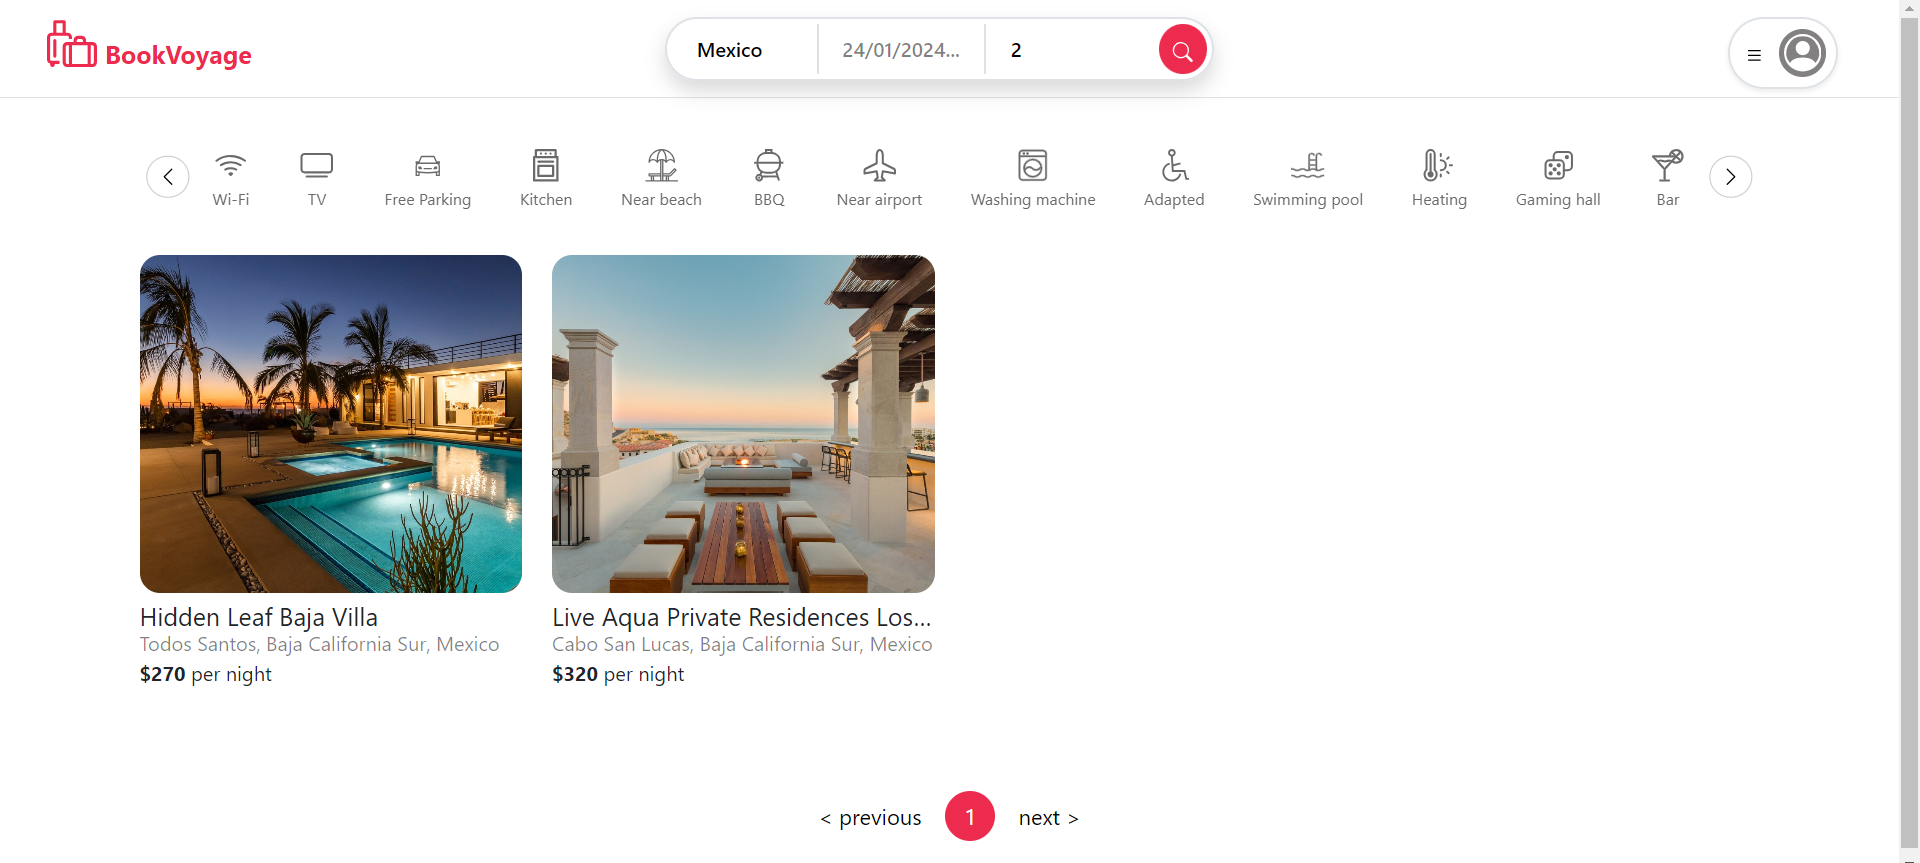 BookVoyage
Mexico
24/01/2024...
2
Wi-Fi
TV
Free Parking
Kitchen
Near beach
BBQ
Near airport
Washing machine
Adapted
Swimming pool
Heating
Gaming hall
Bar
Hidden Leaf Baja Villa
Todos Santos, Baja California Sur, Mexico
$270 per night
Live Aqua Private Residences Los...
Cabo San Lucas, Baja California Sur, Mexico
$320 per night
< previous
1
next >